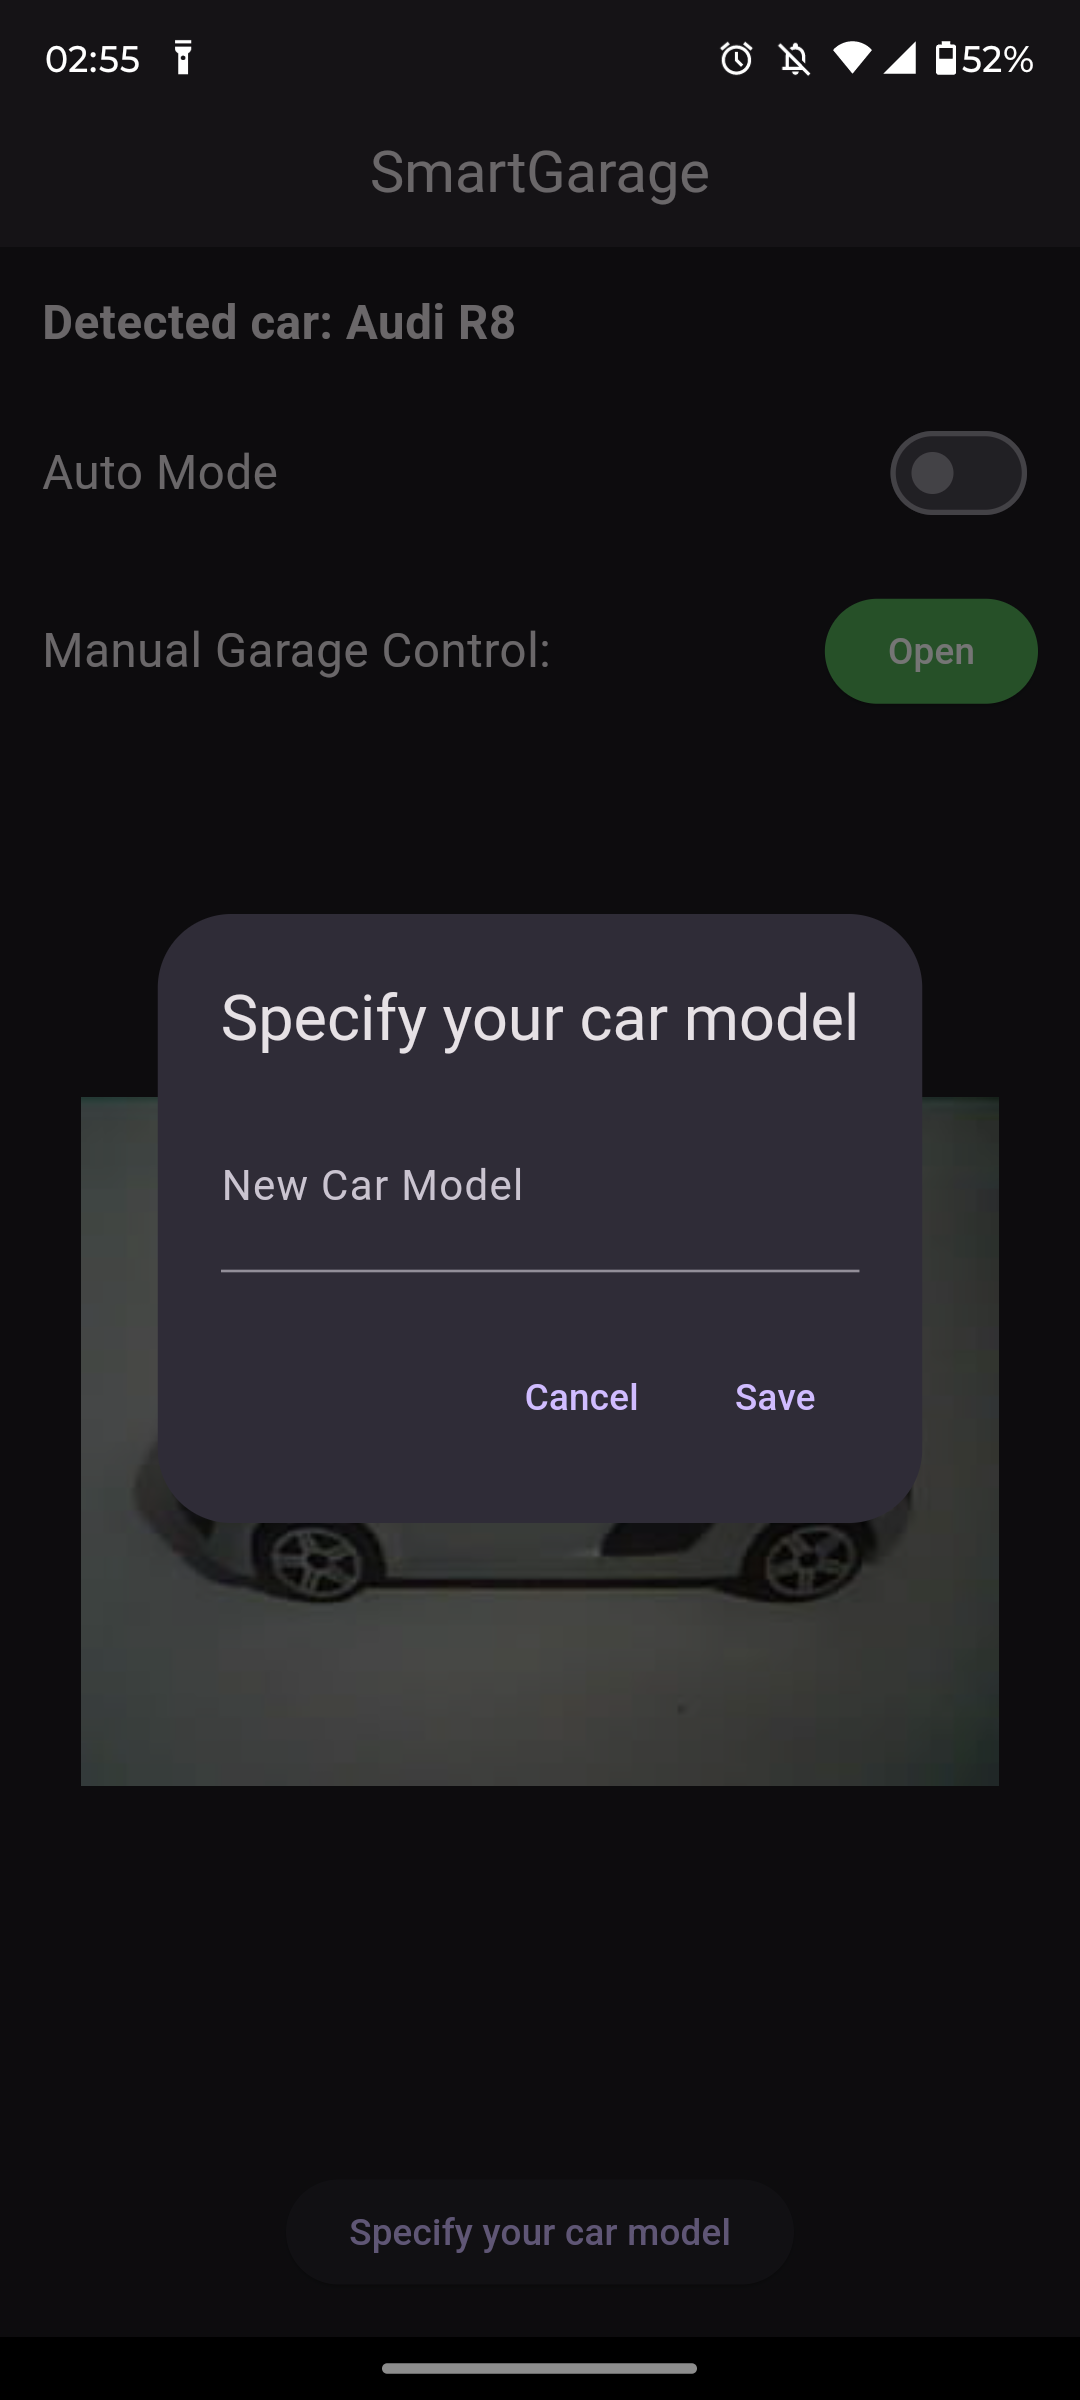 02:55
52%
SmartGarage
Detected car: Audi R8
Auto Mode
Manual Garage Control:
Open
Specify your car model
New Car Model
Cancel
Save
Specify your car model